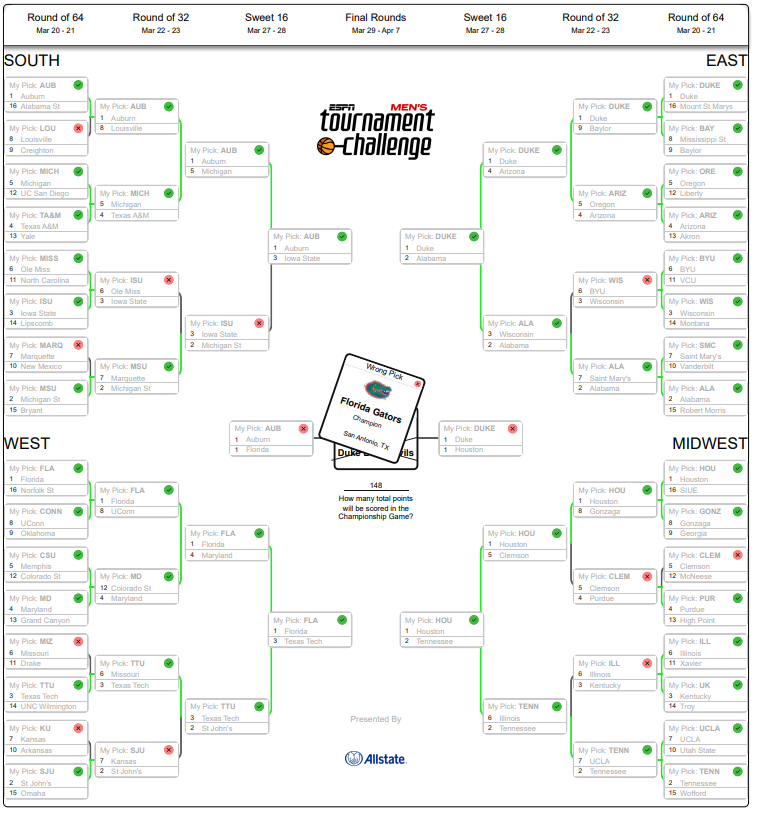 Round of 64
Mar 20 - 21
Round of 32
Mar 22 - 23
Sweet 16
Mar 27 - 28
Final Rounds
Mar 29 - Apr 7
Sweet 16
Mar 27 - 28
Round of 32
Mar 22 - 23
Round of 64
Mar 20 - 21
SOUTH
My Pick: AUB
1 Auburn
16 Alabama St
My Pick: LOU
8 Louisville
9 Creighton
My Pick: MICH
5 Michigan
12 UC San Diego
My Pick: TA&M
4 Texas A&M
13 Yale
My Pick: MISS
6 Ole Miss
11 North Carolina
My Pick: ISU
3 Iowa State
14 Lipscomb
My Pick: MARQ
7 Marquette
10 New Mexico
My Pick: MSU
2 Michigan St
15 Bryant
My Pick: AUB
1 Auburn
8 Louisville
My Pick: MICH
5 Michigan
4 Texas A&M
My Pick: ISU
6 Ole Miss
3 Iowa State
My Pick: MSU
7 Marquette
2 Michigan St
My Pick: AUB
1 Auburn
5 Michigan
My Pick: ISU
3 Iowa State
2 Michigan St
My Pick: AUB
1 Auburn
3 Iowa State
ESPN MEN'S
tournament
challenge
EAST
My Pick: DUKE
1 Duke
2 Alabama
My Pick: DUKE
1 Duke
4 Arizona
My Pick: ALA
3 Wisconsin
2 Alabama
My Pick: DUKE
1 Duke
9 Baylor
My Pick: ARIZ
5 Oregon
4 Arizona
My Pick: WIS
6 BYU
3 Wisconsin
My Pick: ALA
7 Saint Mary's
2 Alabama
My Pick: DUKE
1 Duke
16 Mount St Marys
My Pick: BAY
8 Mississippi St
9 Baylor
My Pick: ORE
5 Oregon
12 Liberty
My Pick: ARIZ
4 Arizona
13 Akron
My Pick: BYU
6 BYU
11 VCU
My Pick: WIS
3 Wisconsin
14 Montana
My Pick: SMC
7 Saint Mary's
10 Vanderbilt
My Pick: ALA
2 Alabama
15 Robert Morris
Wrong Pick
Florida Gators
Champion
San Antonio, TX
Duke
ils
My Pick: AUB
1 Auburn
1 Florida
My Pick: DUKE
1 Duke
1 Houston
148
How many total points
will be scored in the
Championship Game?
WEST
My Pick: FLA
1 Florida
16 Norfolk St
My Pick: CONN
8 UConn
9 Oklahoma
My Pick: CSU
5 Memphis
12 Colorado St
My Pick: MD
4 Maryland
13 Grand Canyon
My Pick: MIZ
6 Missouri
11 Drake
My Pick: TTU
3 Texas Tech
14 UNC Wilmington
My Pick: KU
7 Kansas
10 Arkansas
My Pick: SJU
2 St John's
15 Omaha
My Pick: FLA
1 Florida
8 UConn
My Pick: MD
12 Colorado St
4 Maryland
My Pick: TTU
6 Missouri
3 Texas Tech
My Pick: SJU
7 Kansas
2 St John's
My Pick: FLA
1 Florida
4 Maryland
My Pick: TTU
3 Texas Tech
2 St John's
My Pick: FLA
1 Florida
3 Texas Tech
MIDWEST
My Pick: HOU
1 Houston
2 Tennessee
My Pick: HOU
1 Houston
5 Clemson
My Pick: TENN
6 Illinois
2 Tennessee
My Pick: HOU
1 Houston
8 Gonzaga
My Pick: CLEM
5 Clemson
4 Purdue
My Pick: ILL
6 Illinois
3 Kentucky
My Pick: TENN
7 UCLA
2 Tennessee
My Pick: HOU
1 Houston
16 SIUE
My Pick: GONZ
8 Gonzaga
9 Georgia
My Pick: CLEM
5 Clemson
12 McNeese
My Pick: PUR
4 Purdue
13 High Point
My Pick: ILL
6 Illinois
11 Xavier
My Pick: UK
3 Kentucky
14 Troy
My Pick: UCLA
7 UCLA
10 Utah State
My Pick: TENN
2 Tennessee
15 Wofford
Presented By
Allstate.